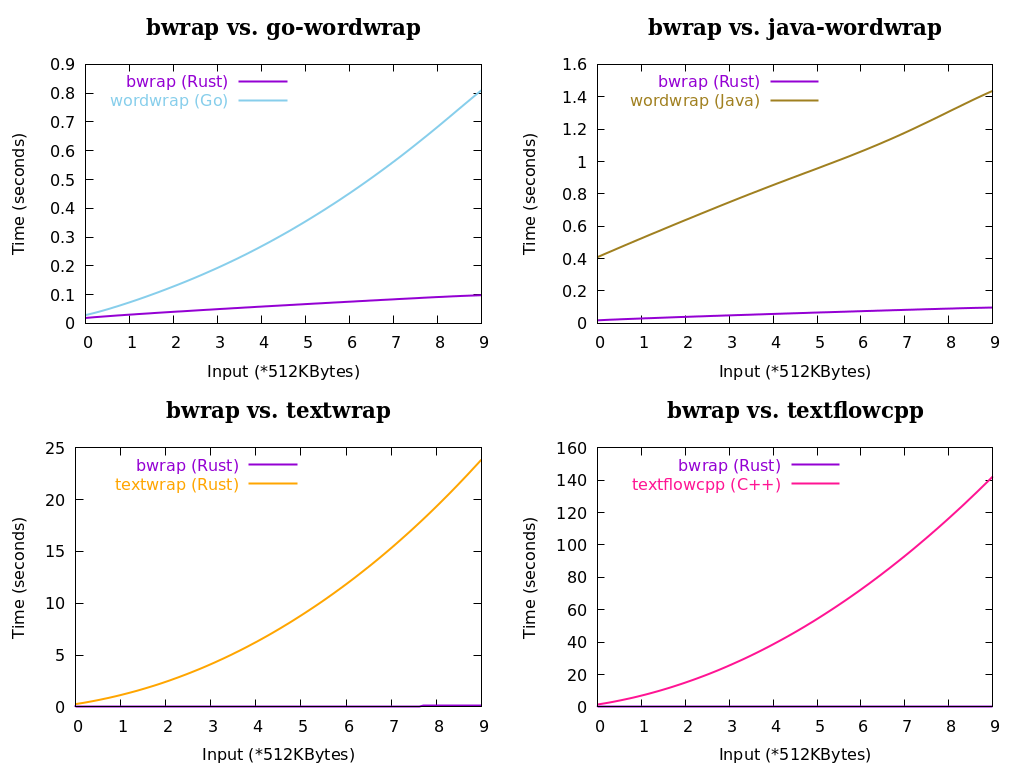 bwrap vs. go-wordwrap
0.9
0.8
0.7
0.6
0.5
0.4
0.3
0.2
0.1
0
Time (seconds)
bwrap (Rust)
wordwrap (Go)
0 1 2 3 4 5 6 7 8 9
Input (*512KBytes)
bwrap vs. java-wordwrap
1.6
1.4
1.2
1
0.8
0.6
0.4
0.2
0
Time (seconds)
bwrap (Rust)
wordwrap (Java)
0 1 2 3 4 5 6 7 8 9
Input (*512KBytes)
bwrap vs. textwrap
25
20
15
10
5
0
Time (seconds)
bwrap (Rust)
textwrap (Rust)
0 1 2 3 4 5 6 7 8 9
Input (*512KBytes)
bwrap vs. textflowcpp
160
140
120
100
80
60
40
20
0
Time (seconds)
bwrap (Rust)
textflowcpp (C++)
0 1 2 3 4 5 6 7 8 9
Input (*512KBytes)